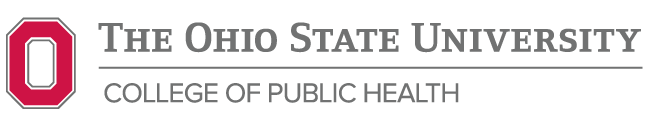 THE OHIO STATE UNIVERSITY
COLLEGE OF PUBLIC HEALTH